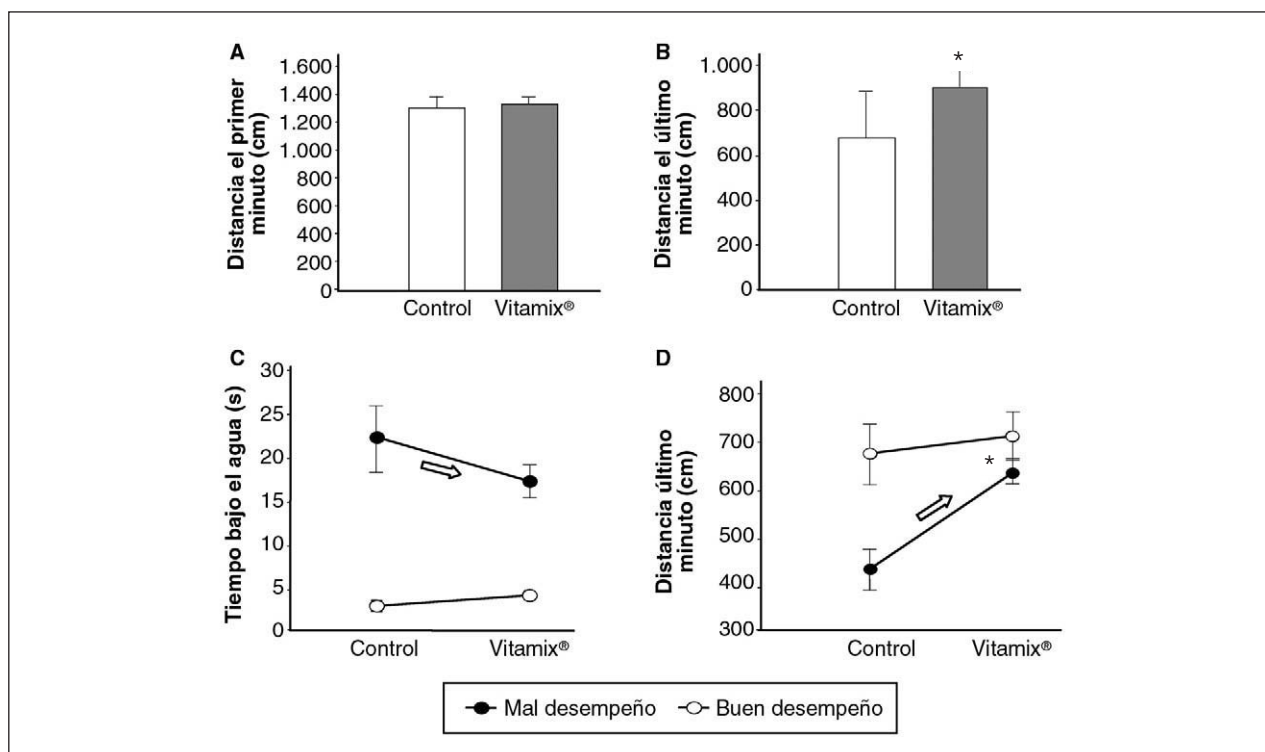 A
Distancia el primer
minuto (cm)
1.600
1.400
1.200
1.000
800
600
400
200
0
Control
Vitamix®
B
Distancia el último
minuto (cm)
1.000
800
600
400
200
0
*
Control
Vitamix®
C
Tiempo bajo el agua (s)
30
25
20
15
10
5
0
Control
Vitamix®
D
Distancia último
minuto (cm)
800
700
600
500
400
300
*
Control
Vitamix®
Mal desempeño
Buen desempeño